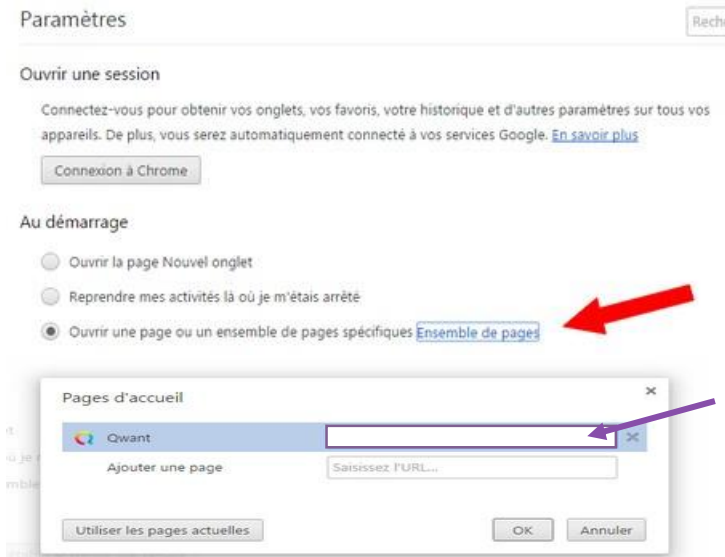 Paramètres
Rech
Ouvrir une session
Connectez-vous pour obtenir vos onglets, vos favoris, votre historique et d'autres paramètres sur tous vos
appareils. De plus, vous serez automatiquement connecté à vos services Google. En savoir plus
Connexion à Chrome
Au démarrage
Ouvrir la page Nouvel onglet
Reprendre mes activités là où je m'étais arrêté
Ouvrir une page ou un ensemble de pages spécifiques Ensemble de pages
Pages d'accueil
Qwant
Ajouter une page Saisissez l'URL...
Utiliser les pages actuelles OK Annuler